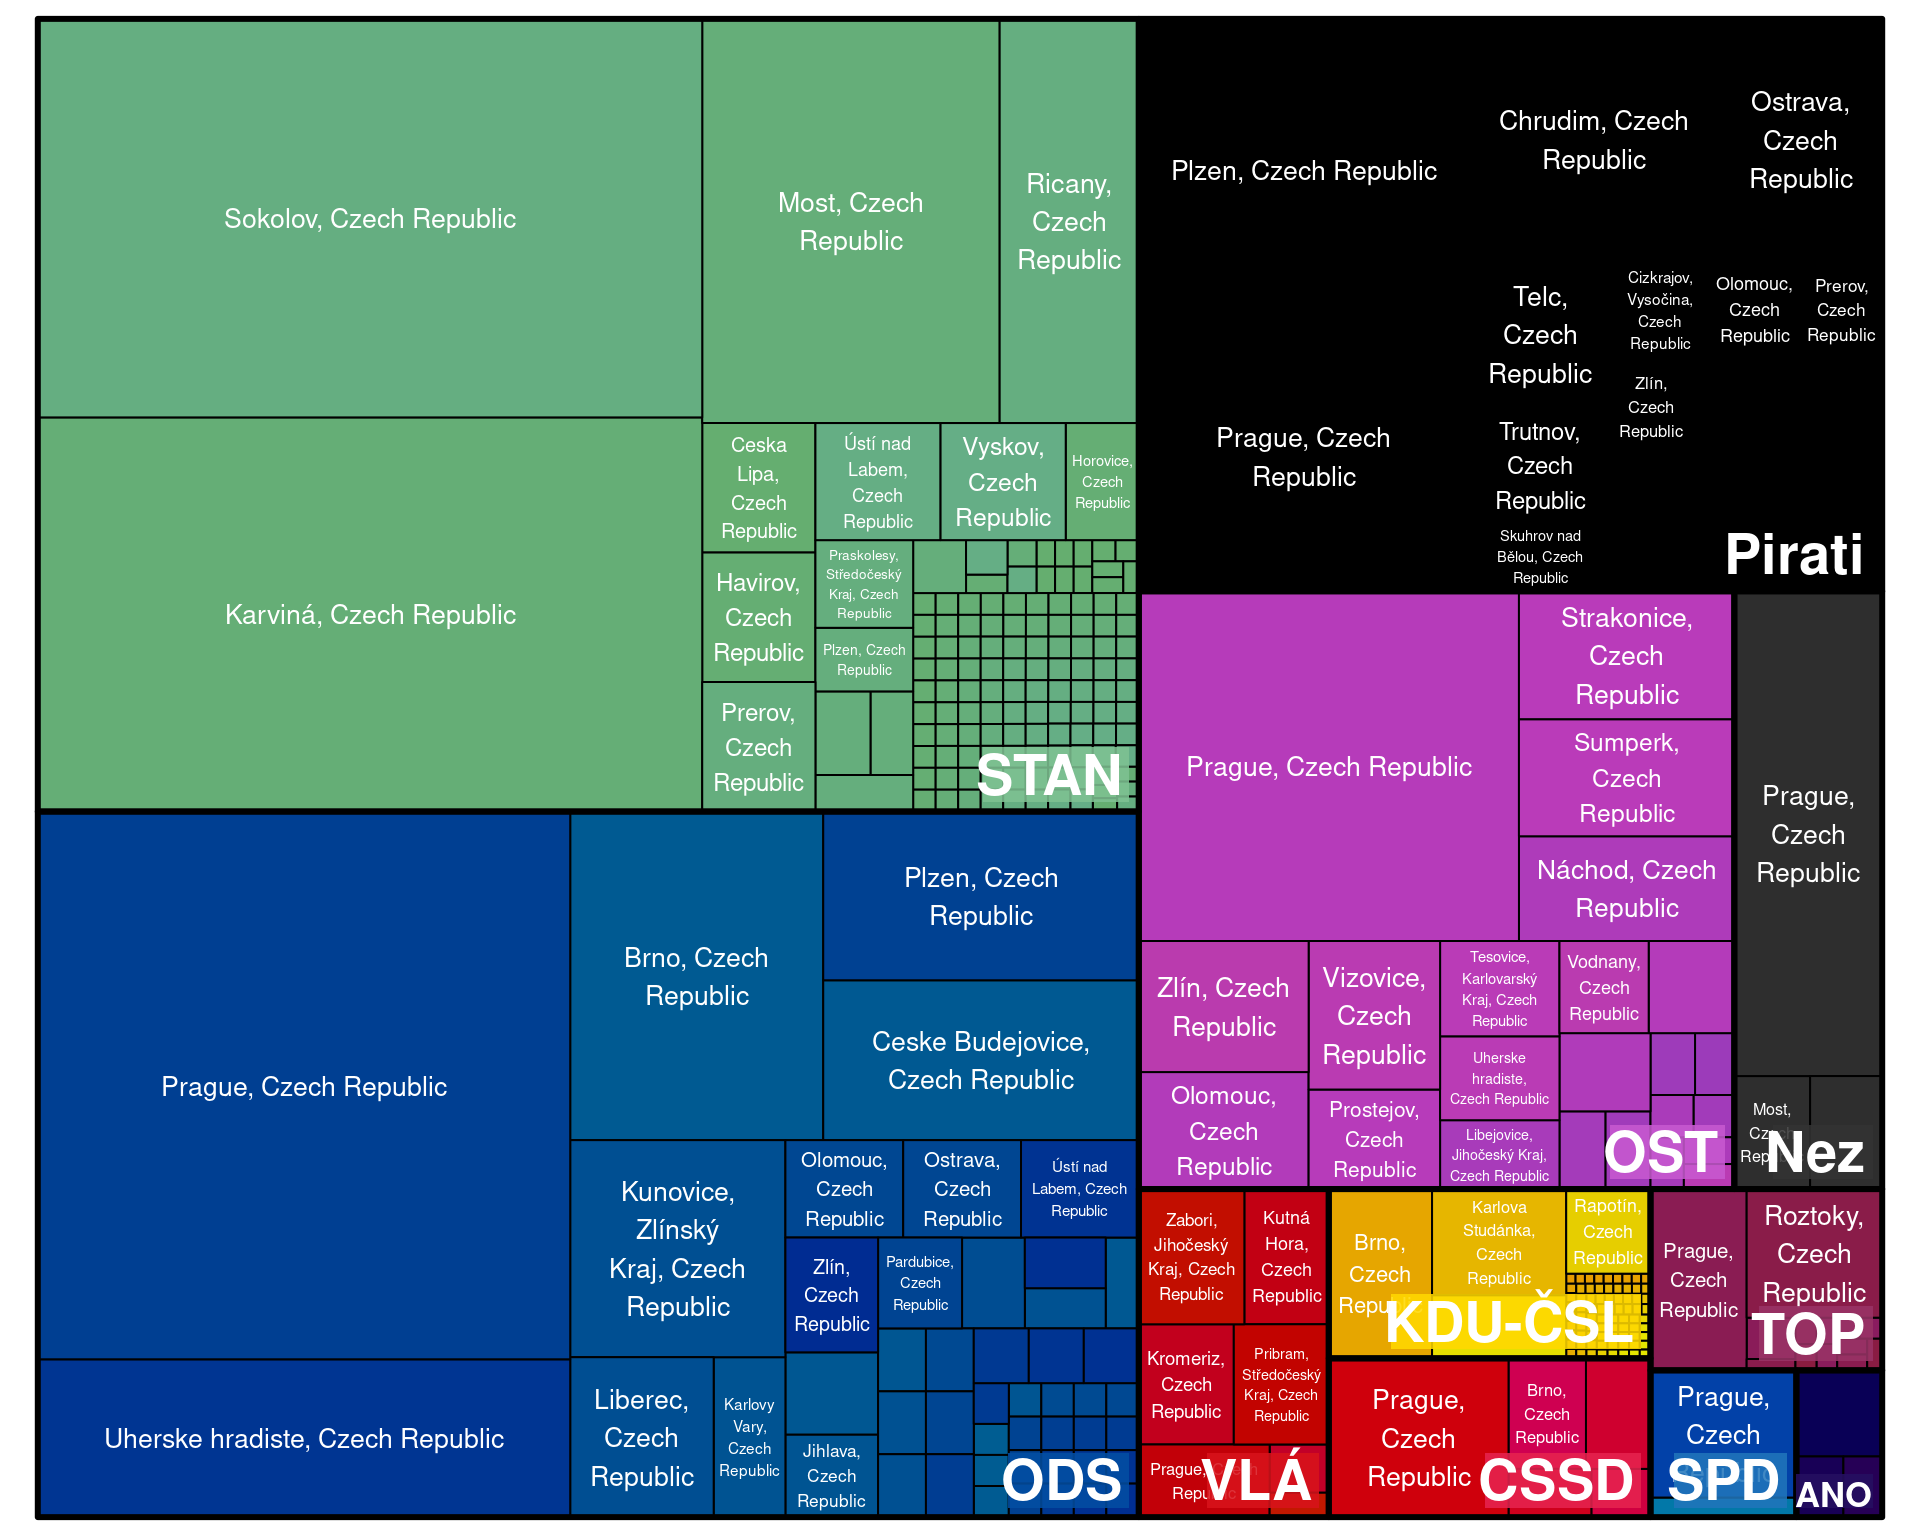 Sokolov, Czech Republic
Karviná, Czech Republic
Most, Czech
Republic
Ricany,
Czech
Republic
Ceska
Lipa,
Czech
Republic
Ústí nad
Labem,
Czech
Republic
Vyskov,
Czech
Republic
Horovice,
Czech
Republic
Havirov,
Czech
Republic
Praskolesy,
Středočeský
Kraj, Czech
Republic
Plzen, Czech
Republic
Prerov,
Czech
Republic
STAN
Plzen, Czech Republic
Chrudim, Czech
Republic
Ostrava,
Czech
Republic
Prague, Czech
Republic
Telc,
Czech
Republic
Cizkrajov,
Vysočina,
Czech
Republic
Olomouc,
Czech
Republic
Prerov,
Czech
Republic
Zlín,
Czech
Republic
Trutnov,
Czech
Republic
Skuhrov nad
Bělou, Czech
Republic
Pirati
Prague, Czech Republic
Uherske hradiste, Czech Republic
Brno, Czech
Republic
Plzen, Czech
Republic
Ceske Budejovice,
Czech Republic
Kunovice,
Zlínský
Kraj, Czech
Republic
Olomouc,
Czech
Republic
Ostrava,
Czech
Republic
Ústí nad
Labem, Czech
Republic
Zlín,
Czech
Republic
Pardubice,
Czech
Republic
Liberec,
Czech
Republic
Karlovy
Vary,
Czech
Republic
Jihlava,
Czech
Republic
ODS
Prague, Czech Republic
Strakonice,
Czech
Republic
Sumperk,
Czech
Republic
Náchod, Czech
Republic
Zlín, Czech
Republic
Vizovice,
Czech
Republic
Tesovice,
Karlovarský
Kraj, Czech
Republic
Vodnany,
Czech
Republic
Olomouc,
Czech
Republic
Prostejov,
Czech
Republic
Uherske
hradiste,
Czech Republic
Libejovice,
Jihočeský Kraj,
Czech Republic
OST
Prague,
Czech
Republic
Most,
Czech
Nez
Zabori,
Jihočeský
Kraj, Czech
Republic
Kutná
Hora,
Czech
Republic
Kromeriz,
Czech
Republic
Pribram,
Středočeský
Kraj, Czech
Republic
Prague, Czech
VLÁ
Brno,
Czech
Karlova
Studánka,
Czech
Republic
Rapotín,
Czech
Republic
KDU-ČSL
Prague,
Czech
Republic
Roztoky,
Czech
Republic
TOP
Prague,
Czech
Republic
Brno,
Czech
Republic
CSSD
Prague,
Czech
SPD
ANO